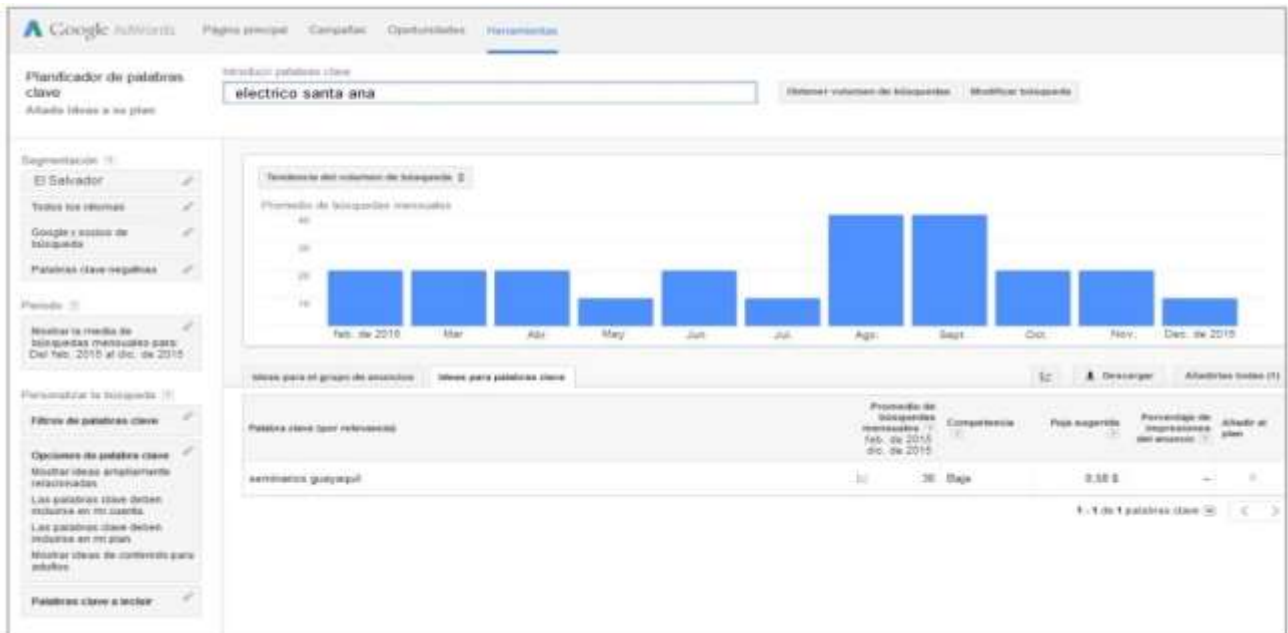 Google AdWords
Página principal Campañas Oportunidades Herramientas
Planificador de palabras
clave
Añada ideas a su plan
Introducir palabras clave
electrico santa ana
Obtener volumen de búsquedas Modificar búsqueda
Segmentación ?
El Salvador
Todos los idiomas
Google y socios de
búsqueda
Palabras clave negativas
Periodo ?
Mostrar la media de
búsquedas mensuales para:
Del feb. 2015 al dic. de 2015
Personalizar la búsqueda ?
Filtros de palabras clave
Opciones de palabra clave
Mostrar ideas ampliamente
relacionadas
Las palabras clave deben
incluirse en mi cuenta
Las palabras clave deben
incluirse en mi plan
Mostrar ideas de contenido para
adultos
Palabras clave a incluir
Tendencia del volumen de búsqueda
Promedio de búsquedas mensuales
40
30
20
10
feb. de 2015 Mar Abr. May Jun Jul. Ago. Sept Oct. Nov. Dec. de 2015
Ideas para el grupo de anuncios Ideas para palabras clave
Descargar Añadirlas todas (1)
Palabra clave (por relevancia)
Promedio de
búsquedas
mensuales ?
feb. de 2015
dic. de 2015
Competencia
?
Puja sugerida
?
Porcentaje de
impresiones
del anuncio ?
Añadir al
plan
seminarios guayaquil Baja 0,58 $ –
1 - 1 de 1 palabras clave